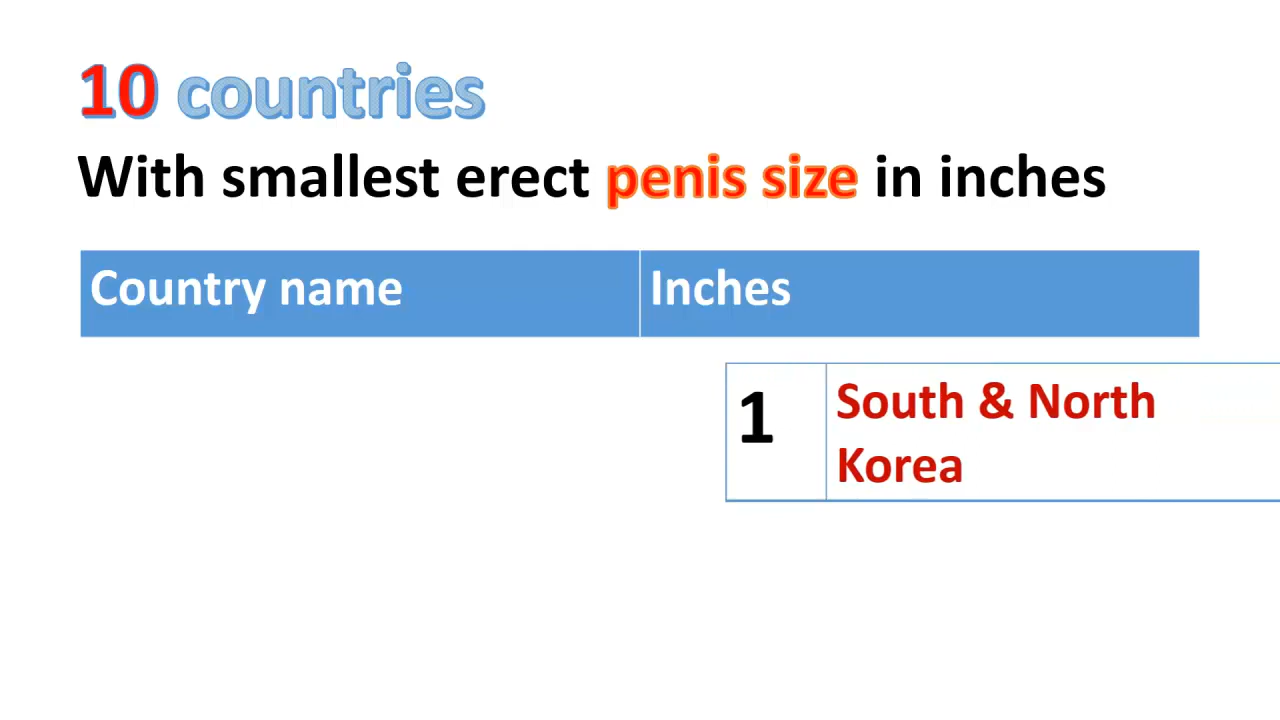 10 countries
With smallest erect penis size in inches
Country name Inches
1 South & North
Korea